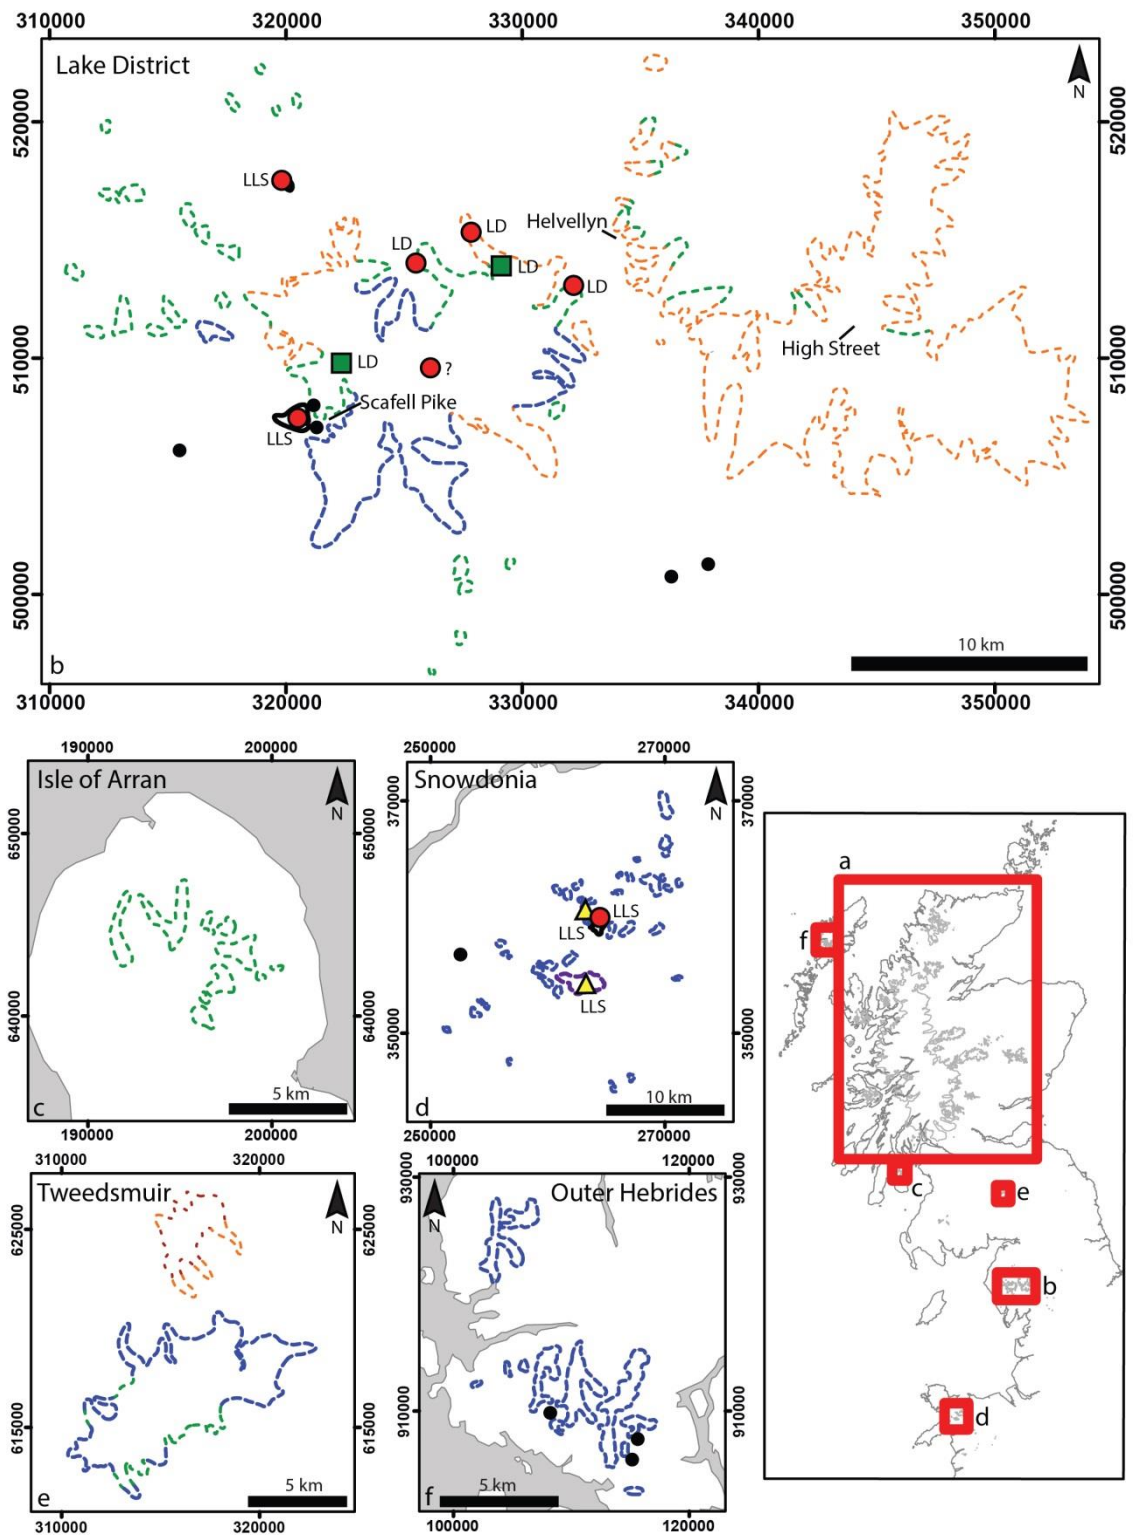 310000 320000 330000 340000 350000
Lake District
N
520000 520000
LLS
LD
Helvellyn
LD
LD
LD
High Street
510000 510000
LD
?
Scafell Pike
LLS
500000 500000
10 km
b
310000 320000 330000 340000 350000
190000 200000
Isle of Arran
N
650000 650000
640000 640000
5 km
c
190000 200000
250000 270000
Snowdonia
N
370000 370000
LLS
LLS
LLS
350000 350000
10 km
d
250000 270000
310000 320000
Tweedsmuir
N
625000 625000
615000 615000
5 km
e
310000 320000
100000 120000
Outer Hebrides
N
930000 930000
910000 910000
5 km
f
100000 120000
a
f
c
e
b
d